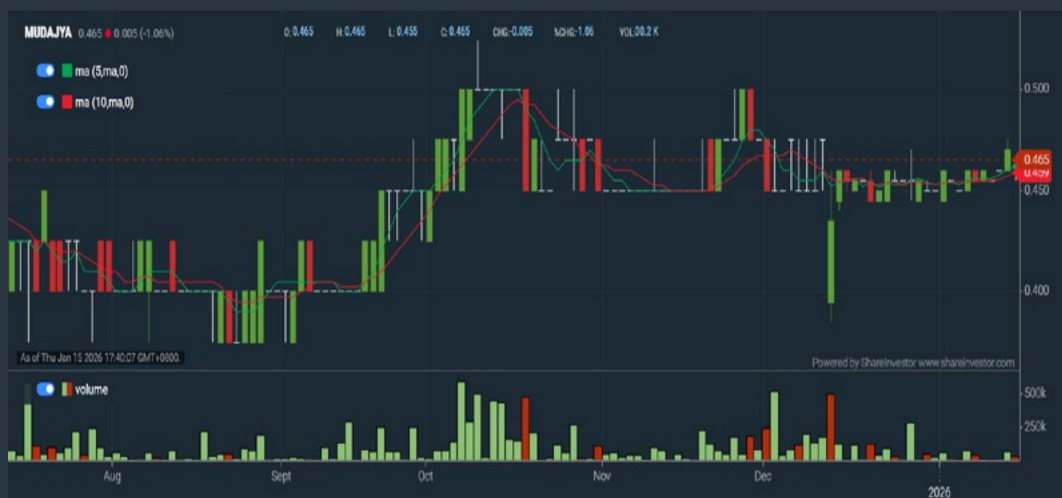 MUDAJYA 0.465 0.005 (-1.06%) O: 0.465 H: 0.465 L: 0.455 C: 0.465 CHG:-0.005 %CHG:-1.06 VOL:30.2 K
ma (5,ma,0)
ma (10,ma,0)
0.500
0.465
0.459
0.450
0.400
As of Thu Jan 15 2026 17:40:07 GMT+0800.
Powered by ShareInvestor www.shareinvestor.com
volume
500k
250k
Aug Sept Oct Nov Dec
2026